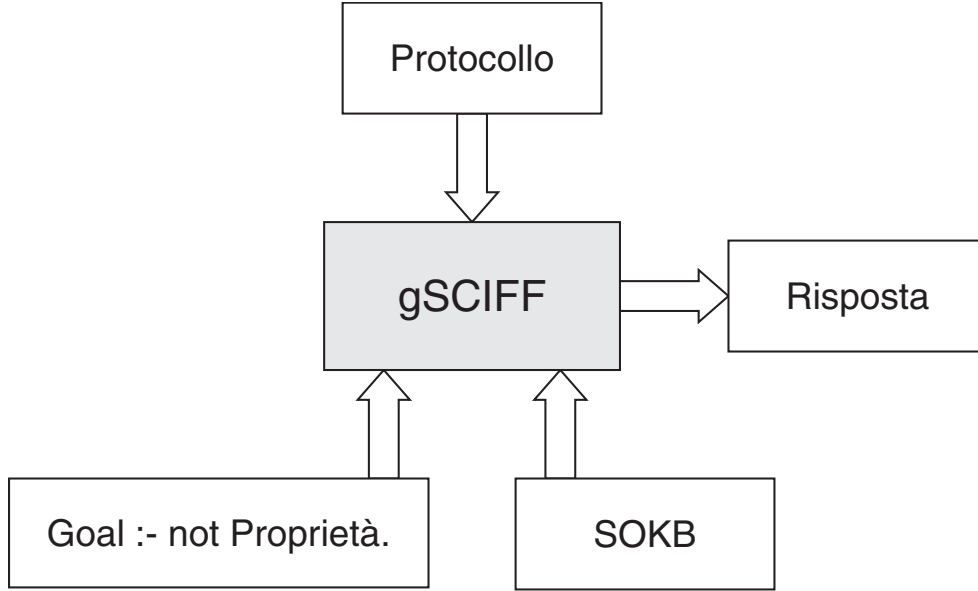 Protocollo
gSCIFF
Risposta
Goal :- not Proprietà.
SOKB